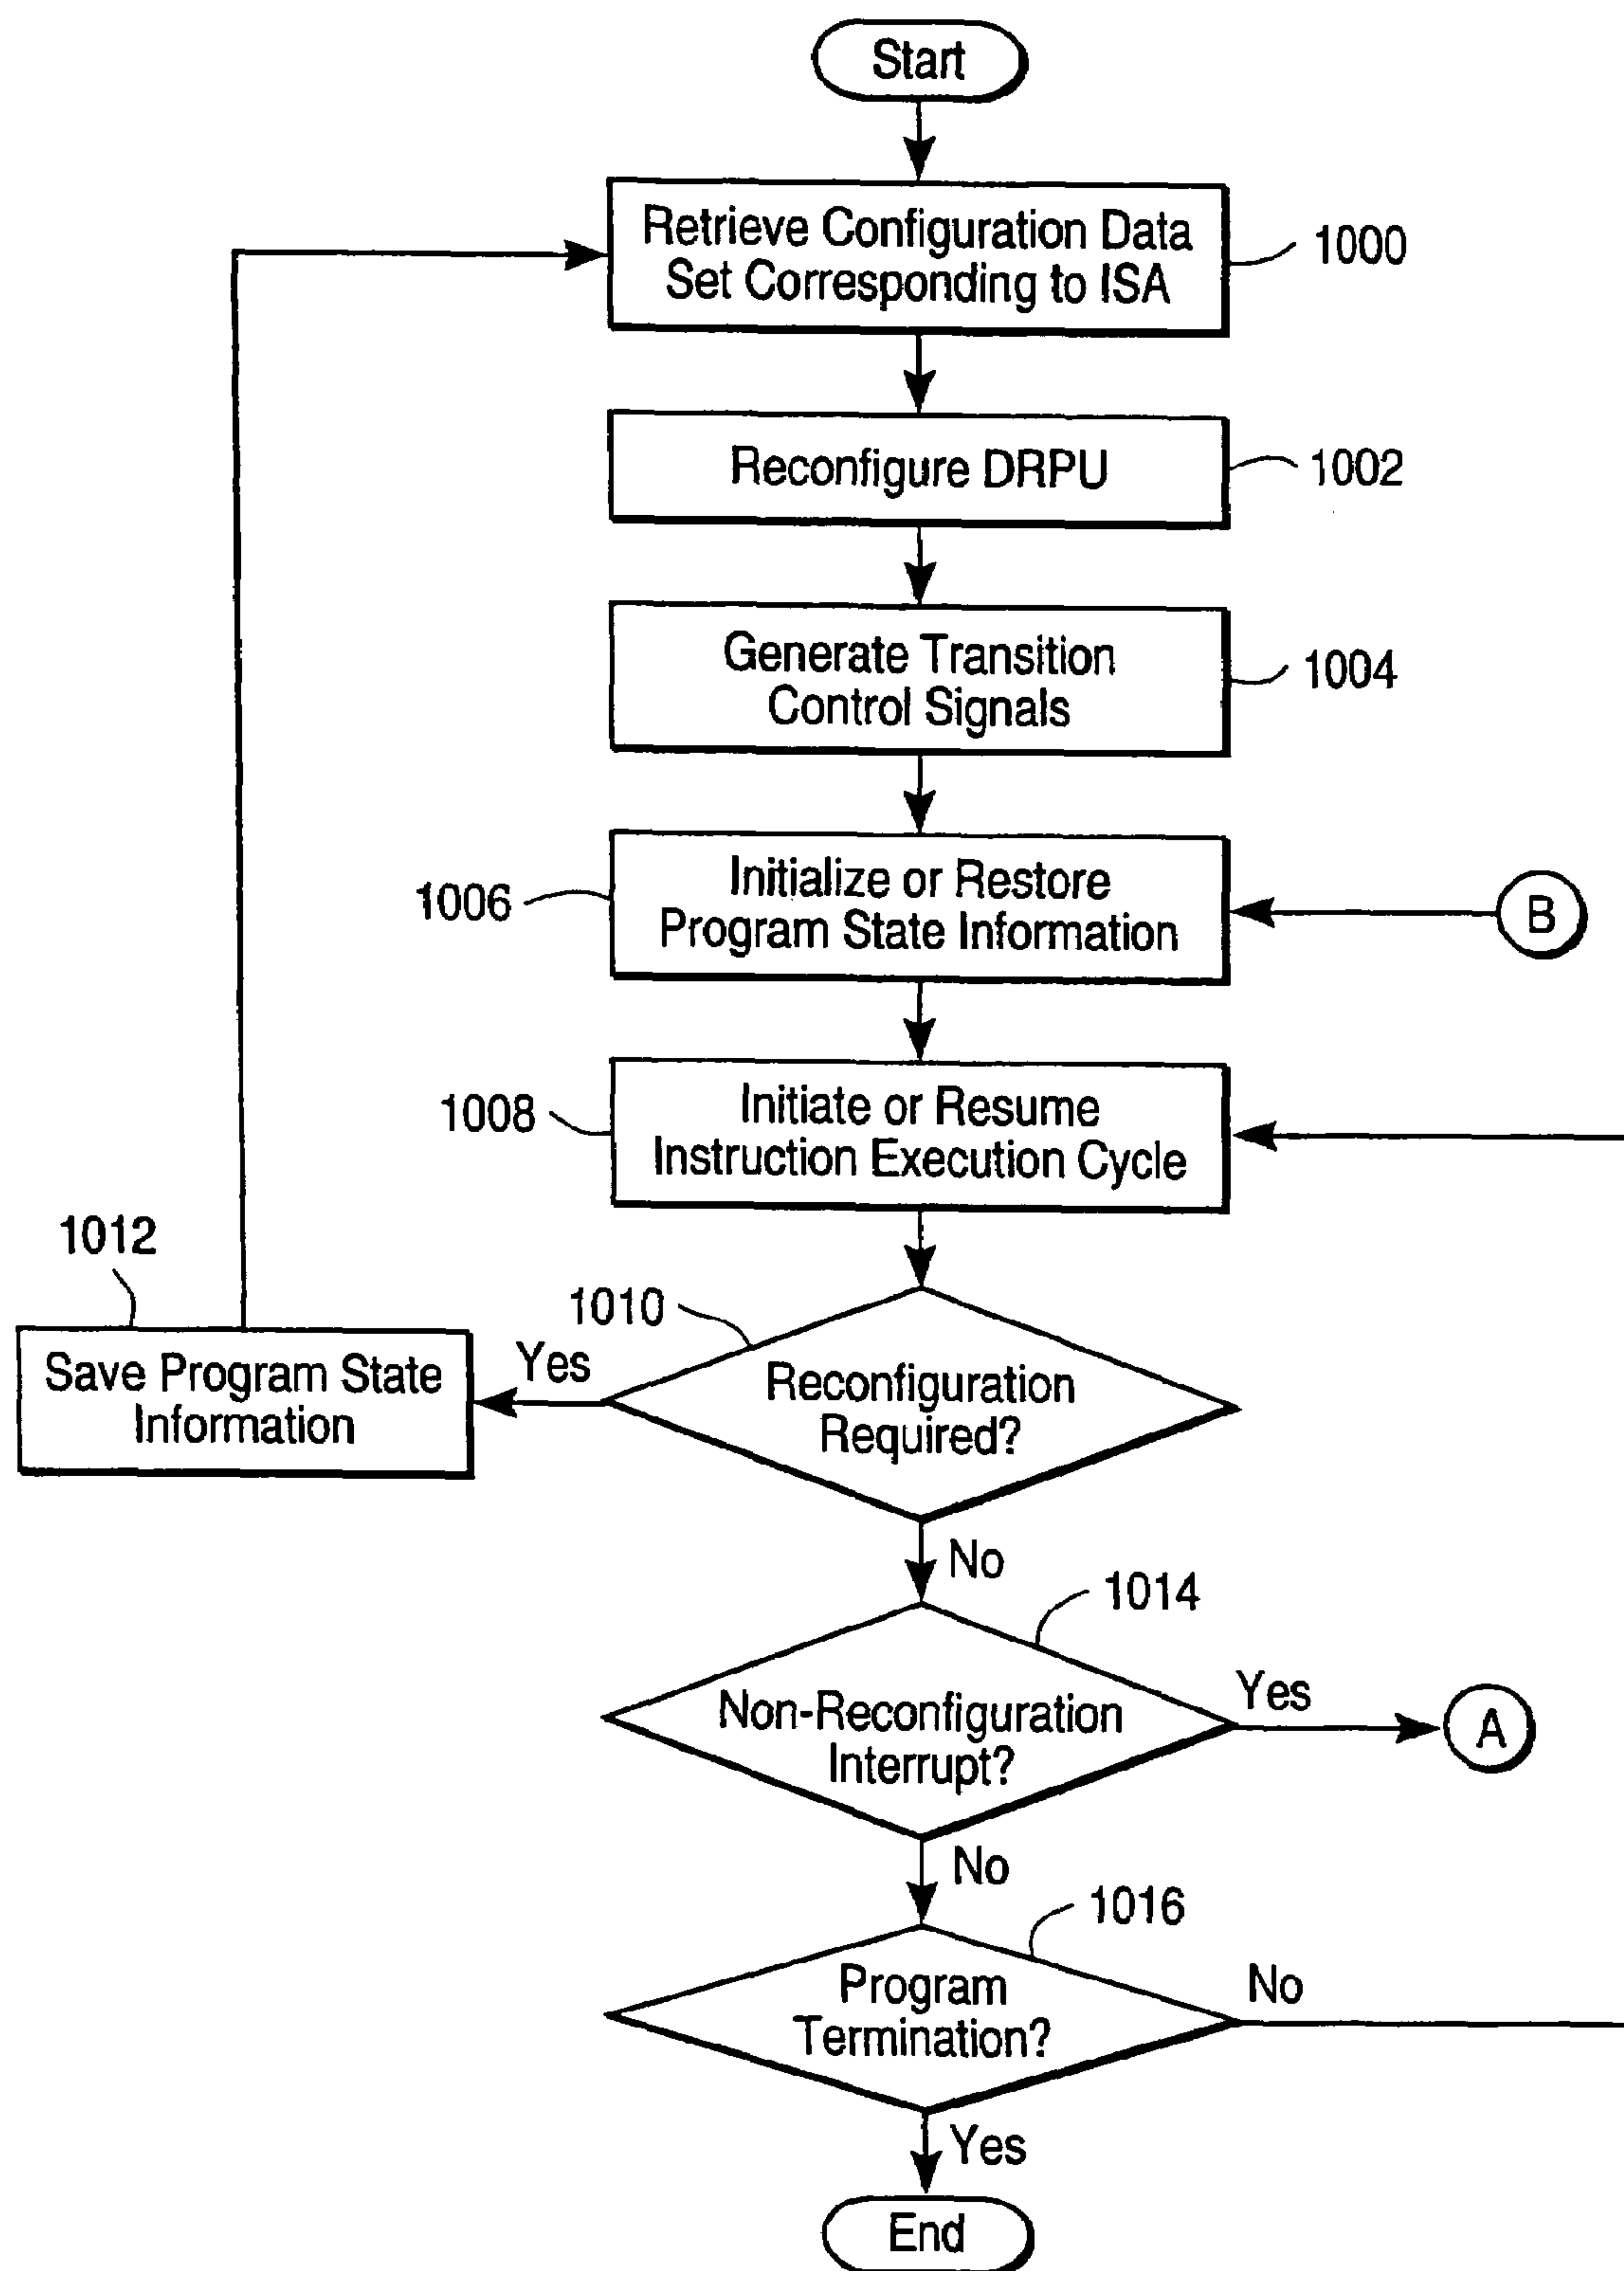 Start
Retrieve Configuration Data
Set Corresponding to ISA
1000
Reconfigure DRPU
1002
Generate Transition
Control Signals
1004
1006
Initialize or Restore
Program State Information
B
1008
Initiate or Resume
Instruction Execution Cycle
1012
Save Program State
Information
Yes
1010
Reconfiguration
Required?
No
1014
Non-Reconfiguration
Interrupt?
Yes
A
No
1016
Program
Termination?
No
Yes
End